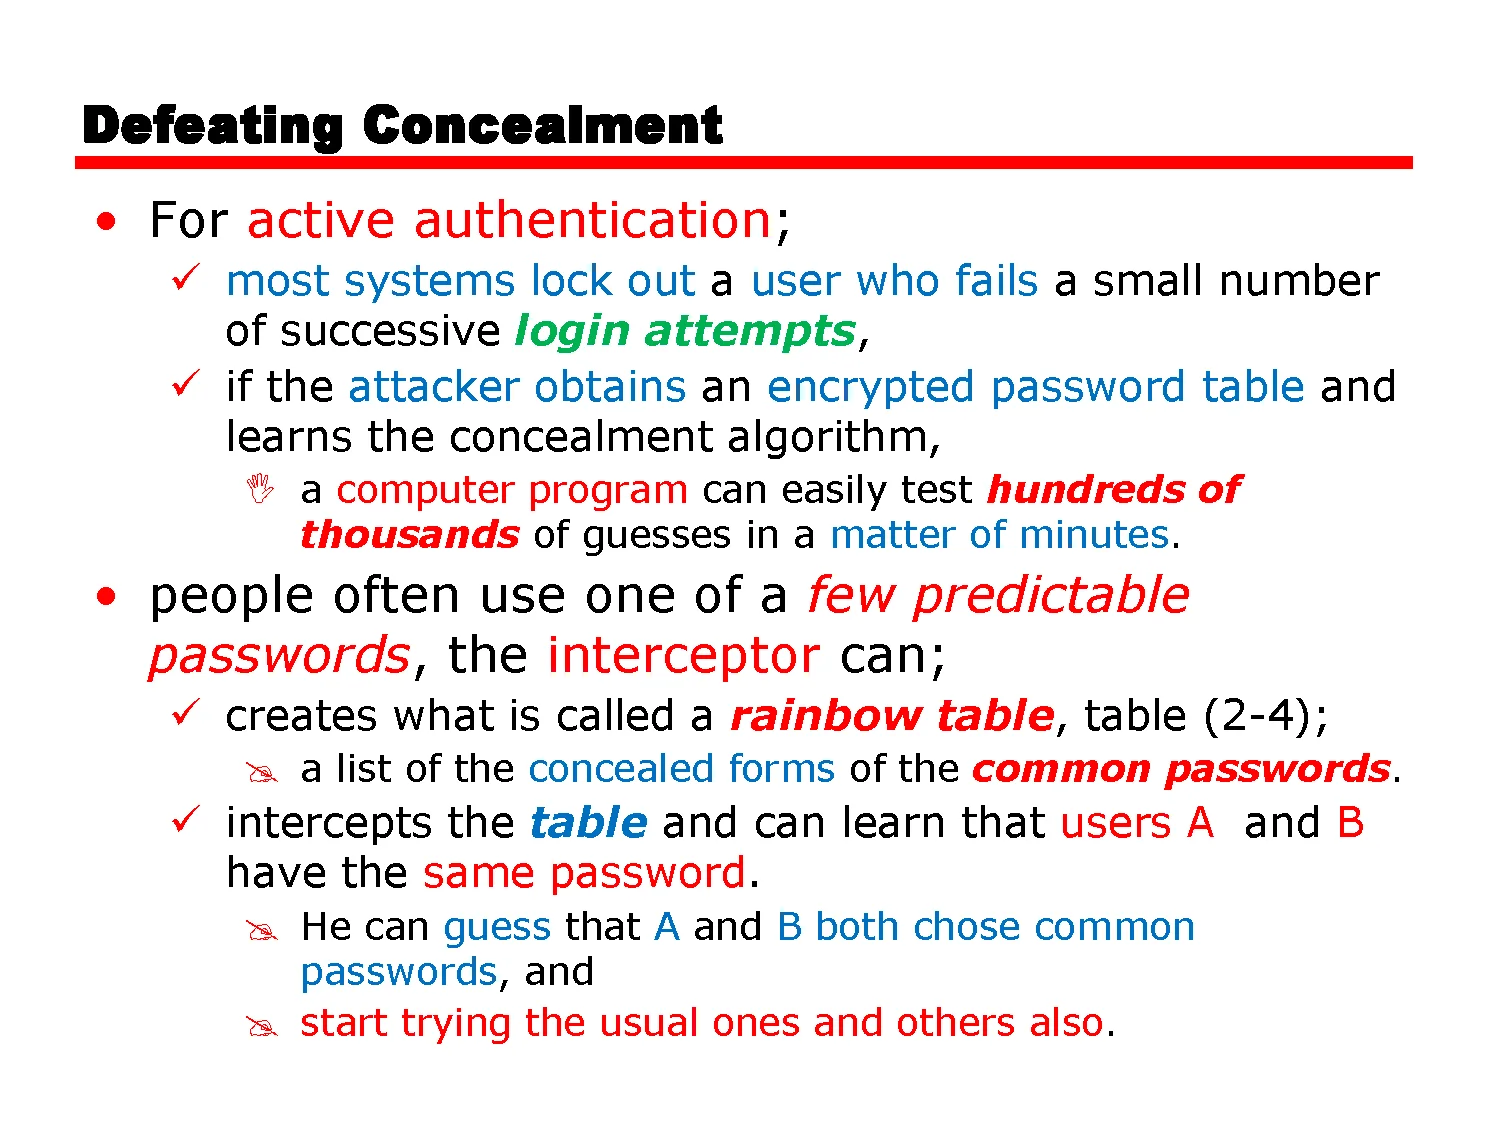 Defeating Concealment
• For active authentication;
✓ most systems lock out a user who fails a small number
of successive login attempts,
✓ if the attacker obtains an encrypted password table and
learns the concealment algorithm,
a computer program can easily test hundreds of
thousands of guesses in a matter of minutes.
• people often use one of a few predictable
passwords, the interceptor can;
✓ creates what is called a rainbow table, table (2-4);
a list of the concealed forms of the common passwords.
✓ intercepts the table and can learn that users A and B
have the same password.
He can guess that A and B both chose common
passwords, and
start trying the usual ones and others also.